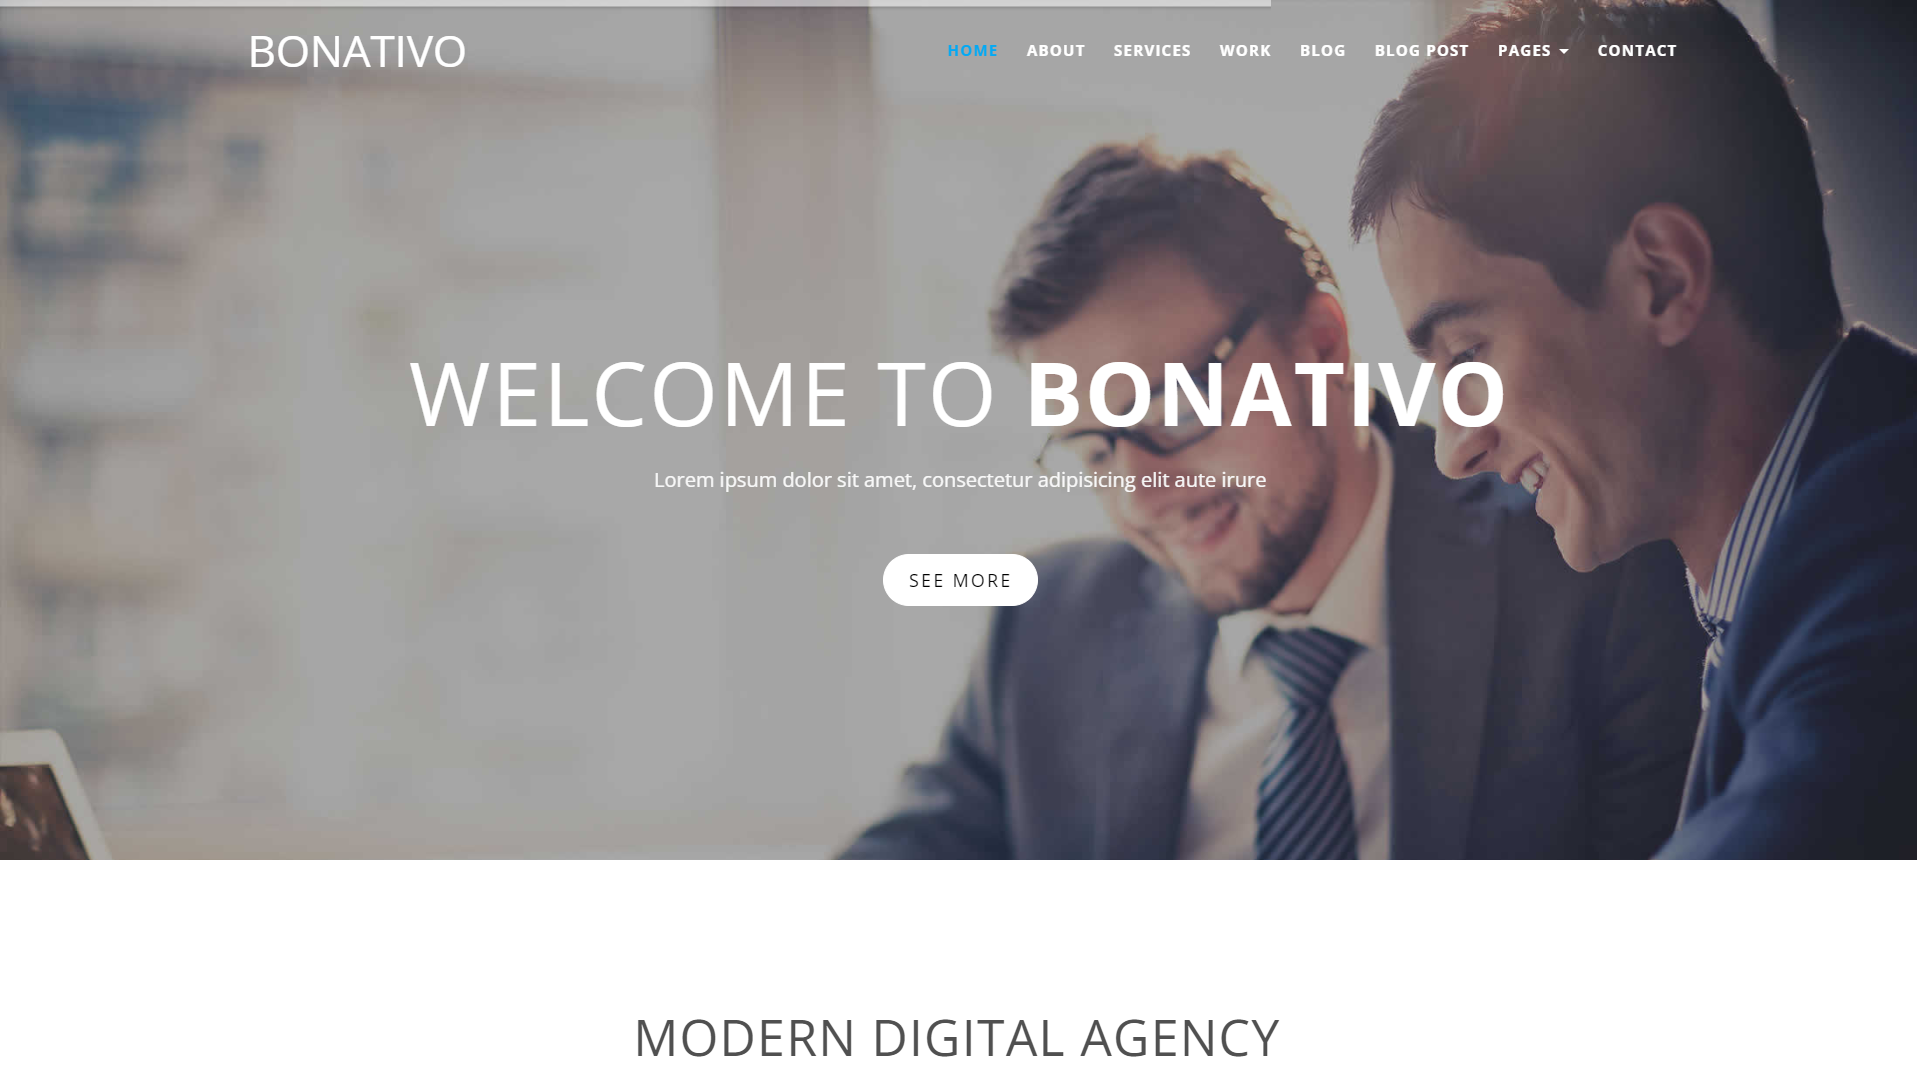 BONATIVO
HOME ABOUT SERVICES WORK BLOG BLOG POST PAGES CONTACT
WELCOME TO BONATIVO
Lorem ipsum dolor sit amet, consectetur adipisicing elit aute irure
SEE MORE
MODERN DIGITAL AGENCY